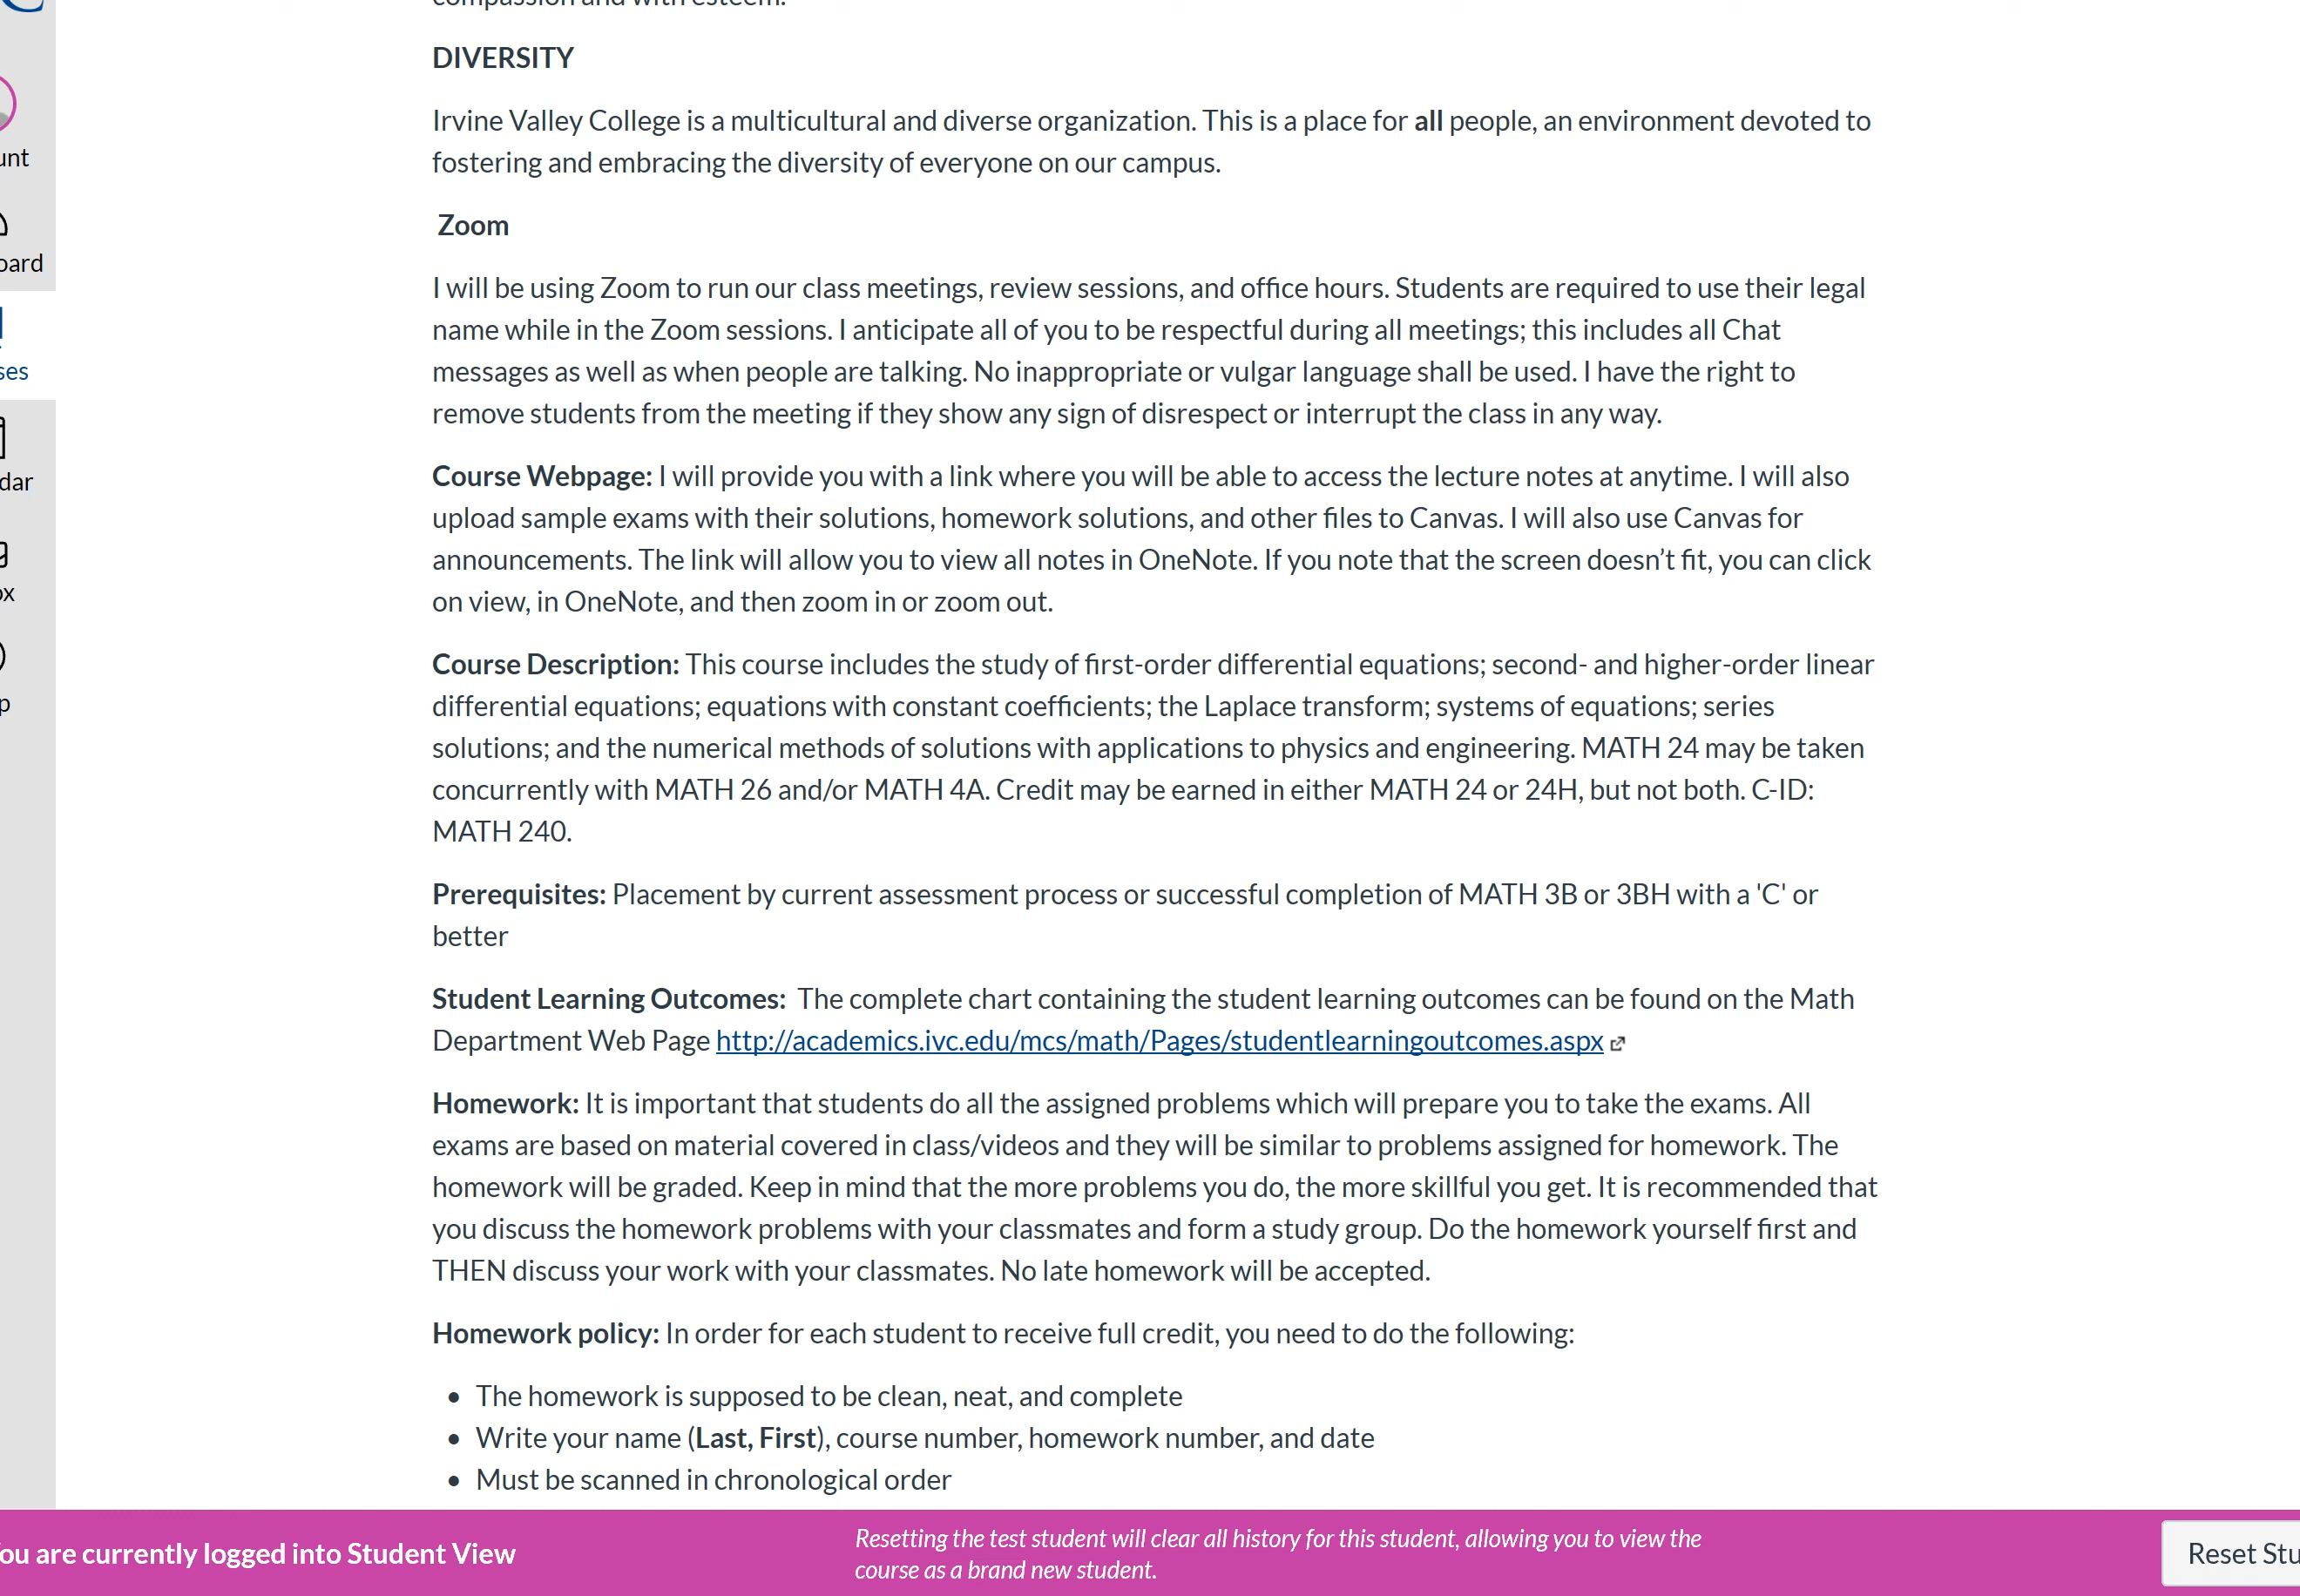 compassion and with esteem.
DIVERSITY
Irvine Valley College is a multicultural and diverse organization. This is a place for all people, an environment devoted to
fostering and embracing the diversity of everyone on our campus.
unt
Zoom
oard
I will be using Zoom to run our class meetings, review sessions, and office hours. Students are required to use their legal
name while in the Zoom sessions. I anticipate all of you to be respectful during all meetings; this includes all Chat
messages as well as when people are talking. No inappropriate or vulgar language shall be used. I have the right to
ses
remove students from the meeting if they show any sign of disrespect or interrupt the class in any way.
Course Webpage: I will provide you with a link where you will be able to access the lecture notes at anytime. I will also
dar
upload sample exams with their solutions, homework solutions, and other files to Canvas. I will also use Canvas for
announcements. The link will allow you to view all notes in OneNote. If you note that the screen doesn’t fit, you can click
on view, in OneNote, and then zoom in or zoom out.
ox
Course Description: This course includes the study of first-order differential equations; second- and higher-order linear
differential equations; equations with constant coefficients; the Laplace transform; systems of equations; series
p
solutions; and the numerical methods of solutions with applications to physics and engineering. MATH 24 may be taken
concurrently with MATH 26 and/or MATH 4A. Credit may be earned in either MATH 24 or 24H, but not both. C-ID:
MATH 240.
Prerequisites: Placement by current assessment process or successful completion of MATH 3B or 3BH with a 'C' or
better
Student Learning Outcomes: The complete chart containing the student learning outcomes can be found on the Math
Department Web Page http://academics.ivc.edu/mcs/math/Pages/studentlearningoutcomes.aspx
Homework: It is important that students do all the assigned problems which will prepare you to take the exams. All
exams are based on material covered in class/videos and they will be similar to problems assigned for homework. The
homework will be graded. Keep in mind that the more problems you do, the more skillful you get. It is recommended that
you discuss the homework problems with your classmates and form a study group. Do the homework yourself first and
THEN discuss your work with your classmates. No late homework will be accepted.
Homework policy: In order for each student to receive full credit, you need to do the following:
• The homework is supposed to be clean, neat, and complete
• Write your name (Last, First), course number, homework number, and date
• Must be scanned in chronological order
ou are currently logged into Student View
Resetting the test student will clear all history for this student, allowing you to view the
course as a brand new student.
Reset Stu